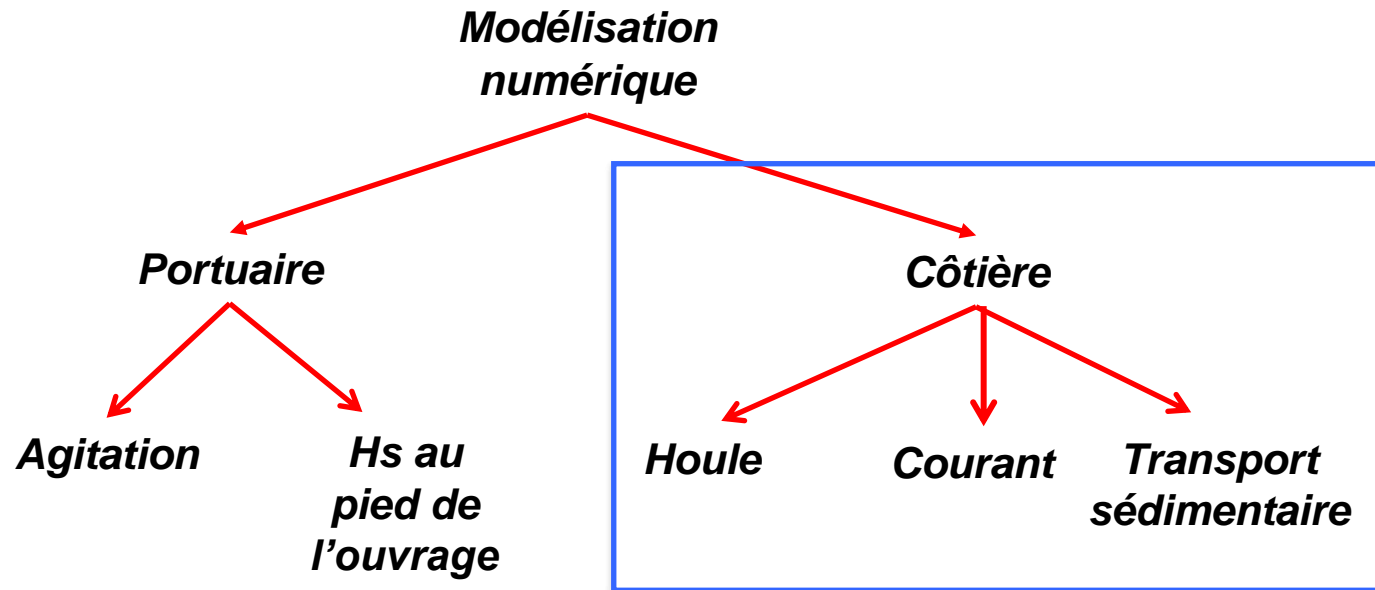 Modélisation
numérique
Portuaire
Côtière
Agitation
Hs au
pied de
l'ouvrage
Houle
Courant
Transport
sédimentaire